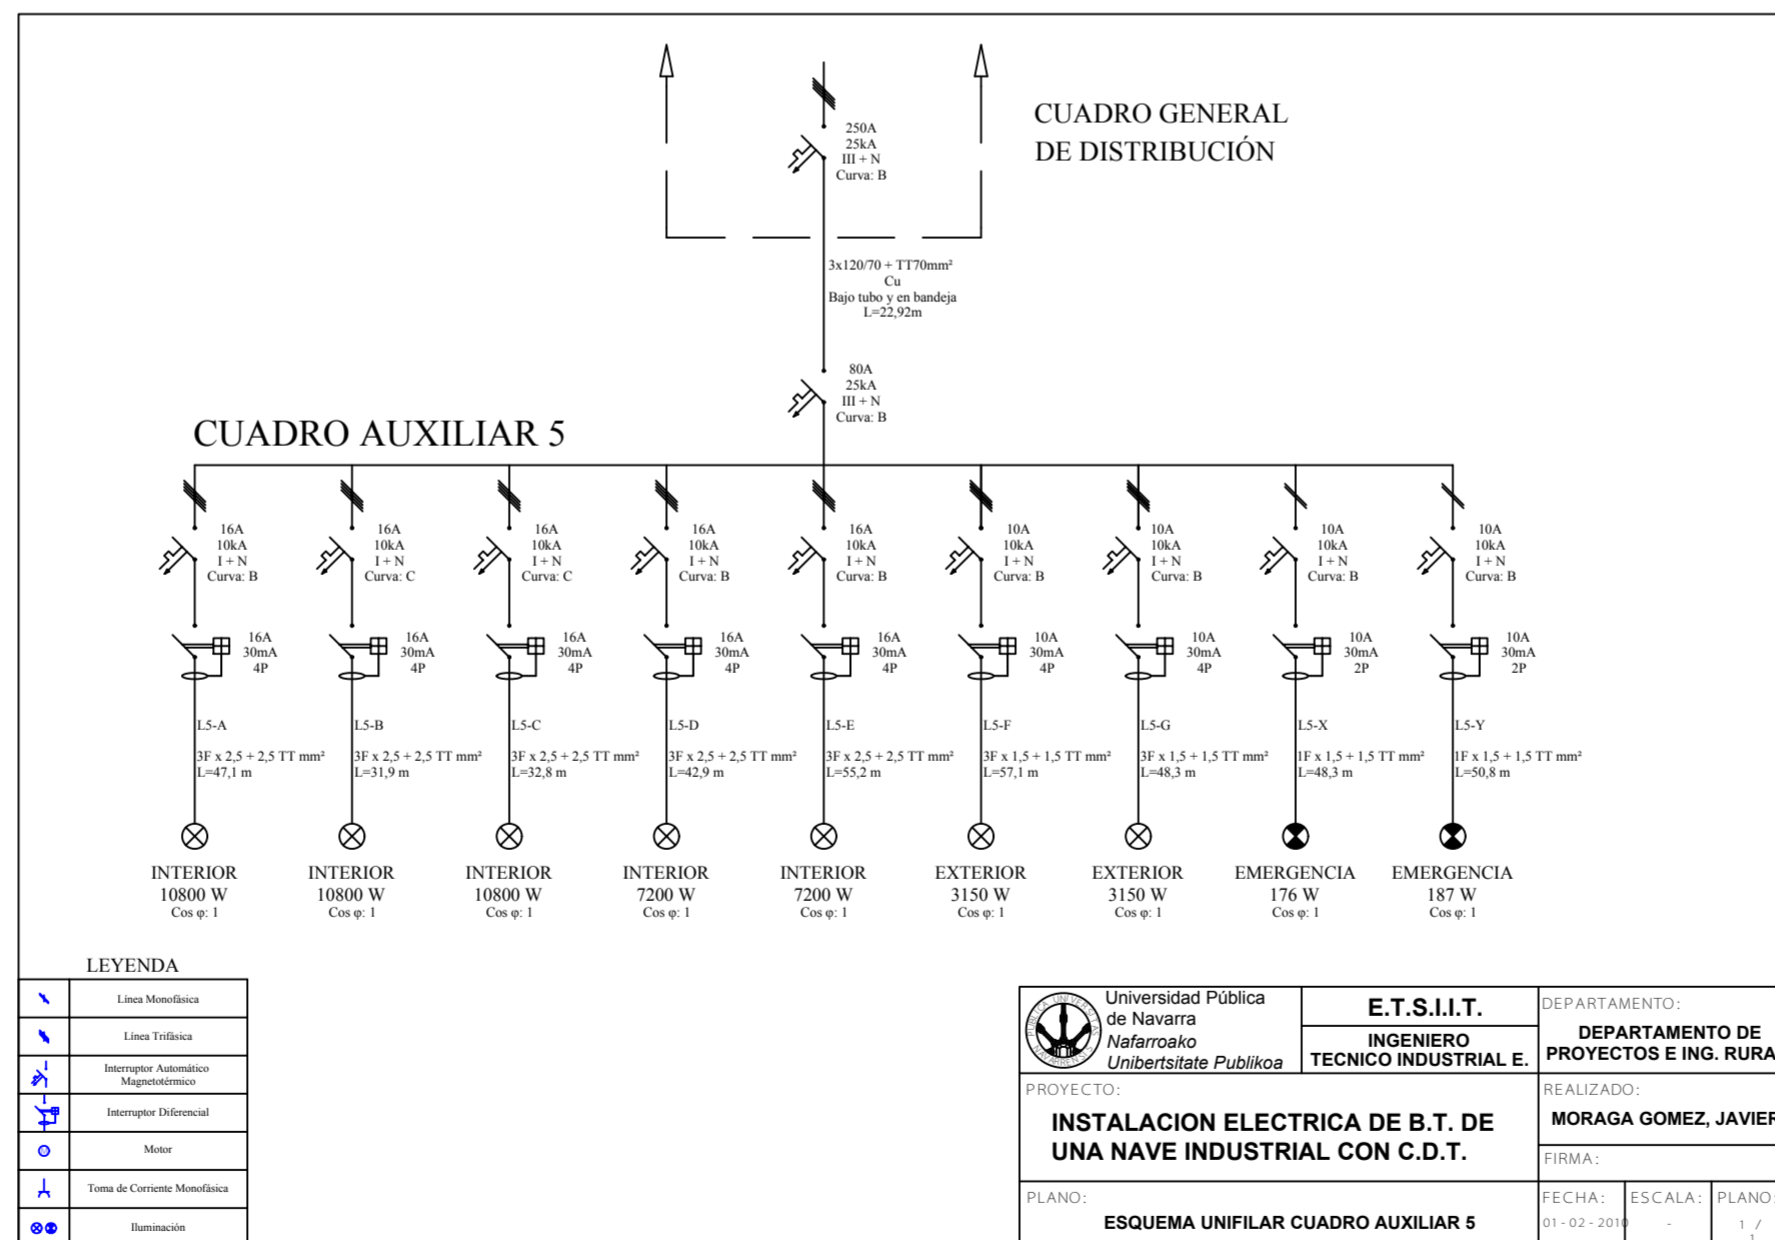 CUADRO GENERAL
DE DISTRIBUCIÓN
250A
25kA
III + N
Curva: B
3x120/70 + TT70mm²
Cu
Bajo tubo y en bandeja
L=22,92m
80A
25kA
III + N
Curva: B
CUADRO AUXILIAR 5
16A
10kA
I + N
Curva: B
16A
30mA
4P
L5-A
3F x 2,5 + 2,5 TT mm²
L=47,1 m
INTERIOR
10800 W
Cos φ: 1
16A
10kA
I + N
Curva: C
16A
30mA
4P
L5-B
3F x 2,5 + 2,5 TT mm²
L=31,9 m
INTERIOR
10800 W
Cos φ: 1
16A
10kA
I + N
Curva: C
16A
30mA
4P
L5-C
3F x 2,5 + 2,5 TT mm²
L=32,8 m
INTERIOR
10800 W
Cos φ: 1
16A
10kA
I + N
Curva: B
16A
30mA
4P
L5-D
3F x 2,5 + 2,5 TT mm²
L=42,9 m
INTERIOR
7200 W
Cos φ: 1
16A
10kA
I + N
Curva: B
16A
30mA
4P
L5-E
3F x 2,5 + 2,5 TT mm²
L=55,2 m
INTERIOR
7200 W
Cos φ: 1
10A
10kA
I + N
Curva: B
10A
30mA
4P
L5-F
3F x 1,5 + 1,5 TT mm²
L=57,1 m
EXTERIOR
3150 W
Cos φ: 1
10A
10kA
I + N
Curva: B
10A
30mA
4P
L5-G
3F x 1,5 + 1,5 TT mm²
L=48,3 m
EXTERIOR
3150 W
Cos φ: 1
10A
10kA
I + N
Curva: B
10A
30mA
2P
L5-X
1F x 1,5 + 1,5 TT mm²
L=48,3 m
EMERGENCIA
176 W
Cos φ: 1
10A
10kA
I + N
Curva: B
10A
30mA
2P
L5-Y
1F x 1,5 + 1,5 TT mm²
L=50,8 m
EMERGENCIA
187 W
Cos φ: 1
LEYENDA
Línea Monofásica
Línea Trifásica
Interruptor Automático
Magnetotérmico
Interruptor Diferencial
Motor
Toma de Corriente Monofásica
Iluminación
Universidad Pública
de Navarra
Nafarroako
Unibertsitate Publikoa
E.T.S.I.I.T.
INGENIERO
TECNICO INDUSTRIAL E.
DEPARTAMENTO:
DEPARTAMENTO DE
PROYECTOS E ING. RURA
PROYECTO:
INSTALACION ELECTRICA DE B.T. DE
UNA NAVE INDUSTRIAL CON C.D.T.
REALIZADO:
MORAGA GOMEZ, JAVIER
FIRMA:
PLANO:
ESQUEMA UNIFILAR CUADRO AUXILIAR 5
FECHA:
01 - 02 - 2010
ESCALA:
-
PLANO:
1 /
1